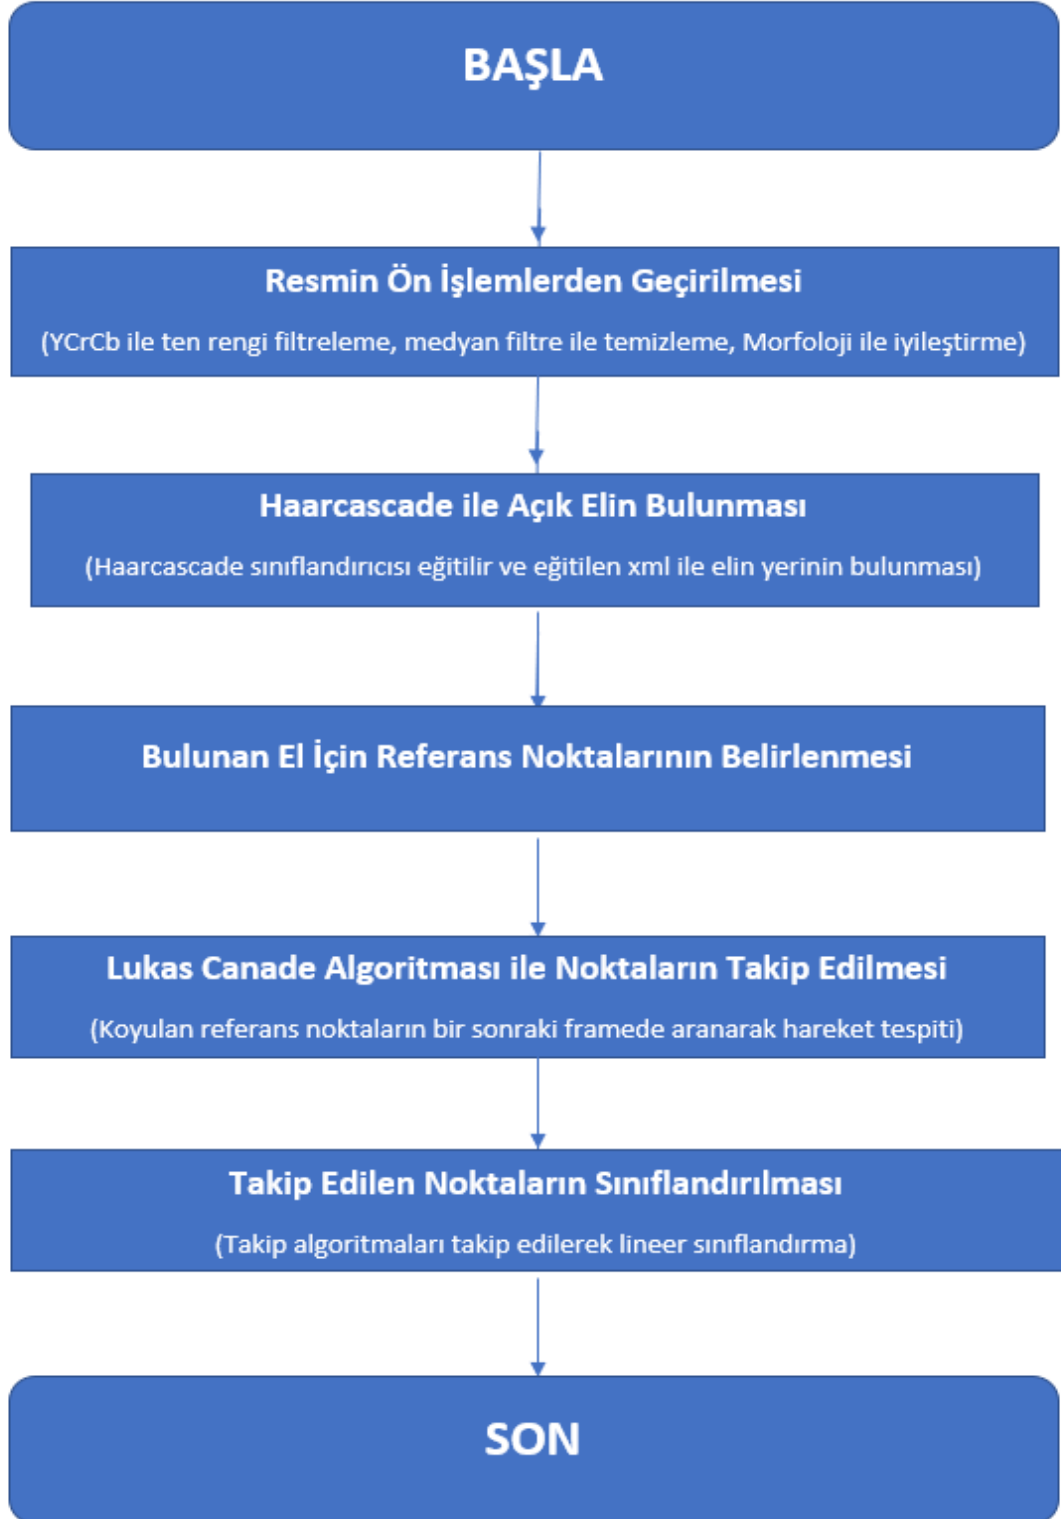 BAŞLA
Resmin Ön İşlemlerden Geçirilmesi
(YCrCb ile ten rengi filtreleme, medyan filtre ile temizleme, Morfoloji ile iyileştirme)
Haarcascade ile Açık Elin Bulunması
(Haarcascade sınıflandırıcısı eğitilir ve eğitilen xml ile elin yerinin bulunması)
Bulunan El İçin Referans Noktalarının Belirlenmesi
Lukas Canade Algoritması ile Noktaların Takip Edilmesi
(Koyulan referans noktaların bir sonraki framede aranarak hareket tespiti)
Takip Edilen Noktaların Sınıflandırılması
(Takip algoritmaları takip edilerek lineer sınıflandırma)
SON